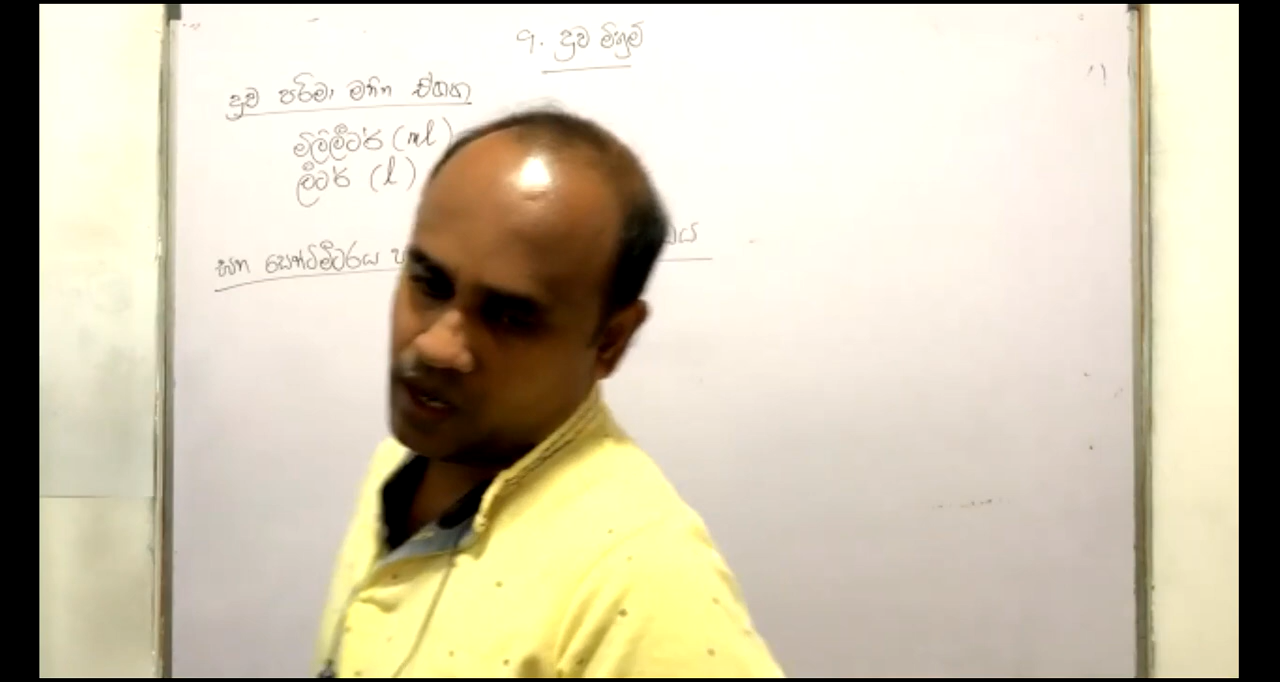 9. ද්‍රව මිනුම්
ද්‍රව පරිමා මනින ඒකක
මිලිලීටර් (ml)
ලීටර් (l)
ඝන සෙන්ටිමීටරය